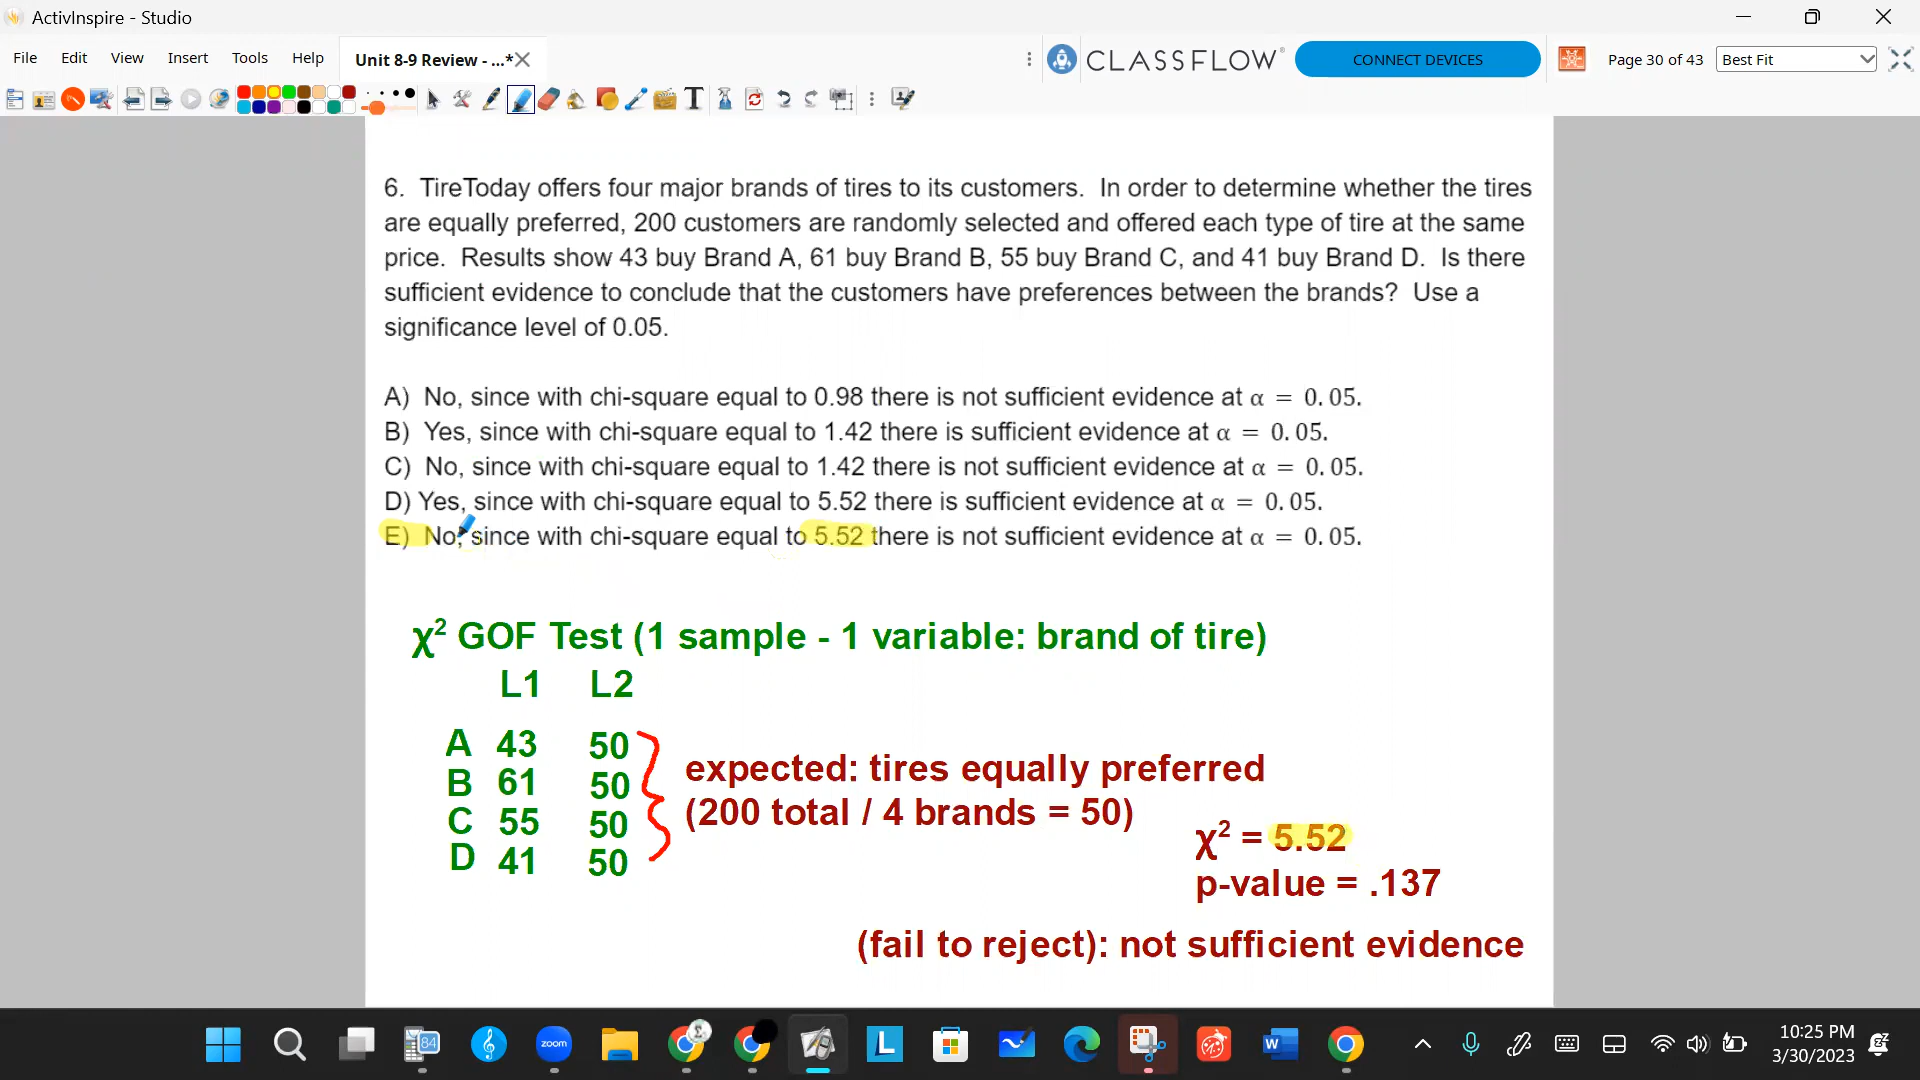 ActivInspire - Studio
File Edit View Insert Tools Help Unit 8-9 Review - ...* CLASSFLOW CONNECT DEVICES Page 30 of 43 Best Fit
6. TireToday offers four major brands of tires to its customers. In order to determine whether the tires
are equally preferred, 200 customers are randomly selected and offered each type of tire at the same
price. Results show 43 buy Brand A, 61 buy Brand B, 55 buy Brand C, and 41 buy Brand D. Is there
sufficient evidence to conclude that the customers have preferences between the brands? Use a
significance level of 0.05.
A) No, since with chi-square equal to 0.98 there is not sufficient evidence at α = 0.05.
B) Yes, since with chi-square equal to 1.42 there is sufficient evidence at α = 0.05.
C) No, since with chi-square equal to 1.42 there is not sufficient evidence at α = 0.05.
D) Yes, since with chi-square equal to 5.52 there is sufficient evidence at α = 0.05.
E) No, since with chi-square equal to 5.52 there is not sufficient evidence at α = 0.05.
χ² GOF Test (1 sample - 1 variable: brand of tire)
L1 L2
A 43 50
B 61 50
C 55 50
D 41 50
expected: tires equally preferred
(200 total / 4 brands = 50)
χ² = 5.52
p-value = .137
(fail to reject): not sufficient evidence
84
zoom
L
W
10:25 PM
3/30/2023